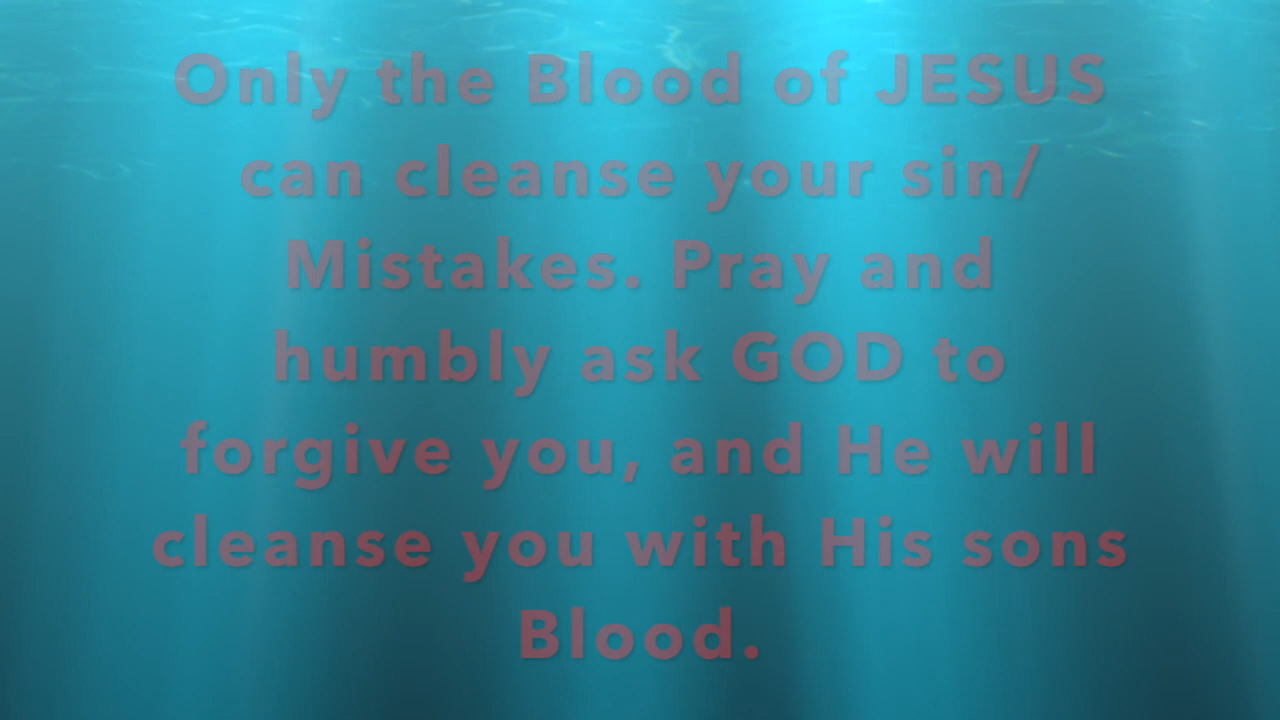 Only the Blood of JESUS
can cleanse your sin/
Mistakes. Pray and
humbly ask GOD to
forgive you, and He will
cleanse you with His sons
Blood.